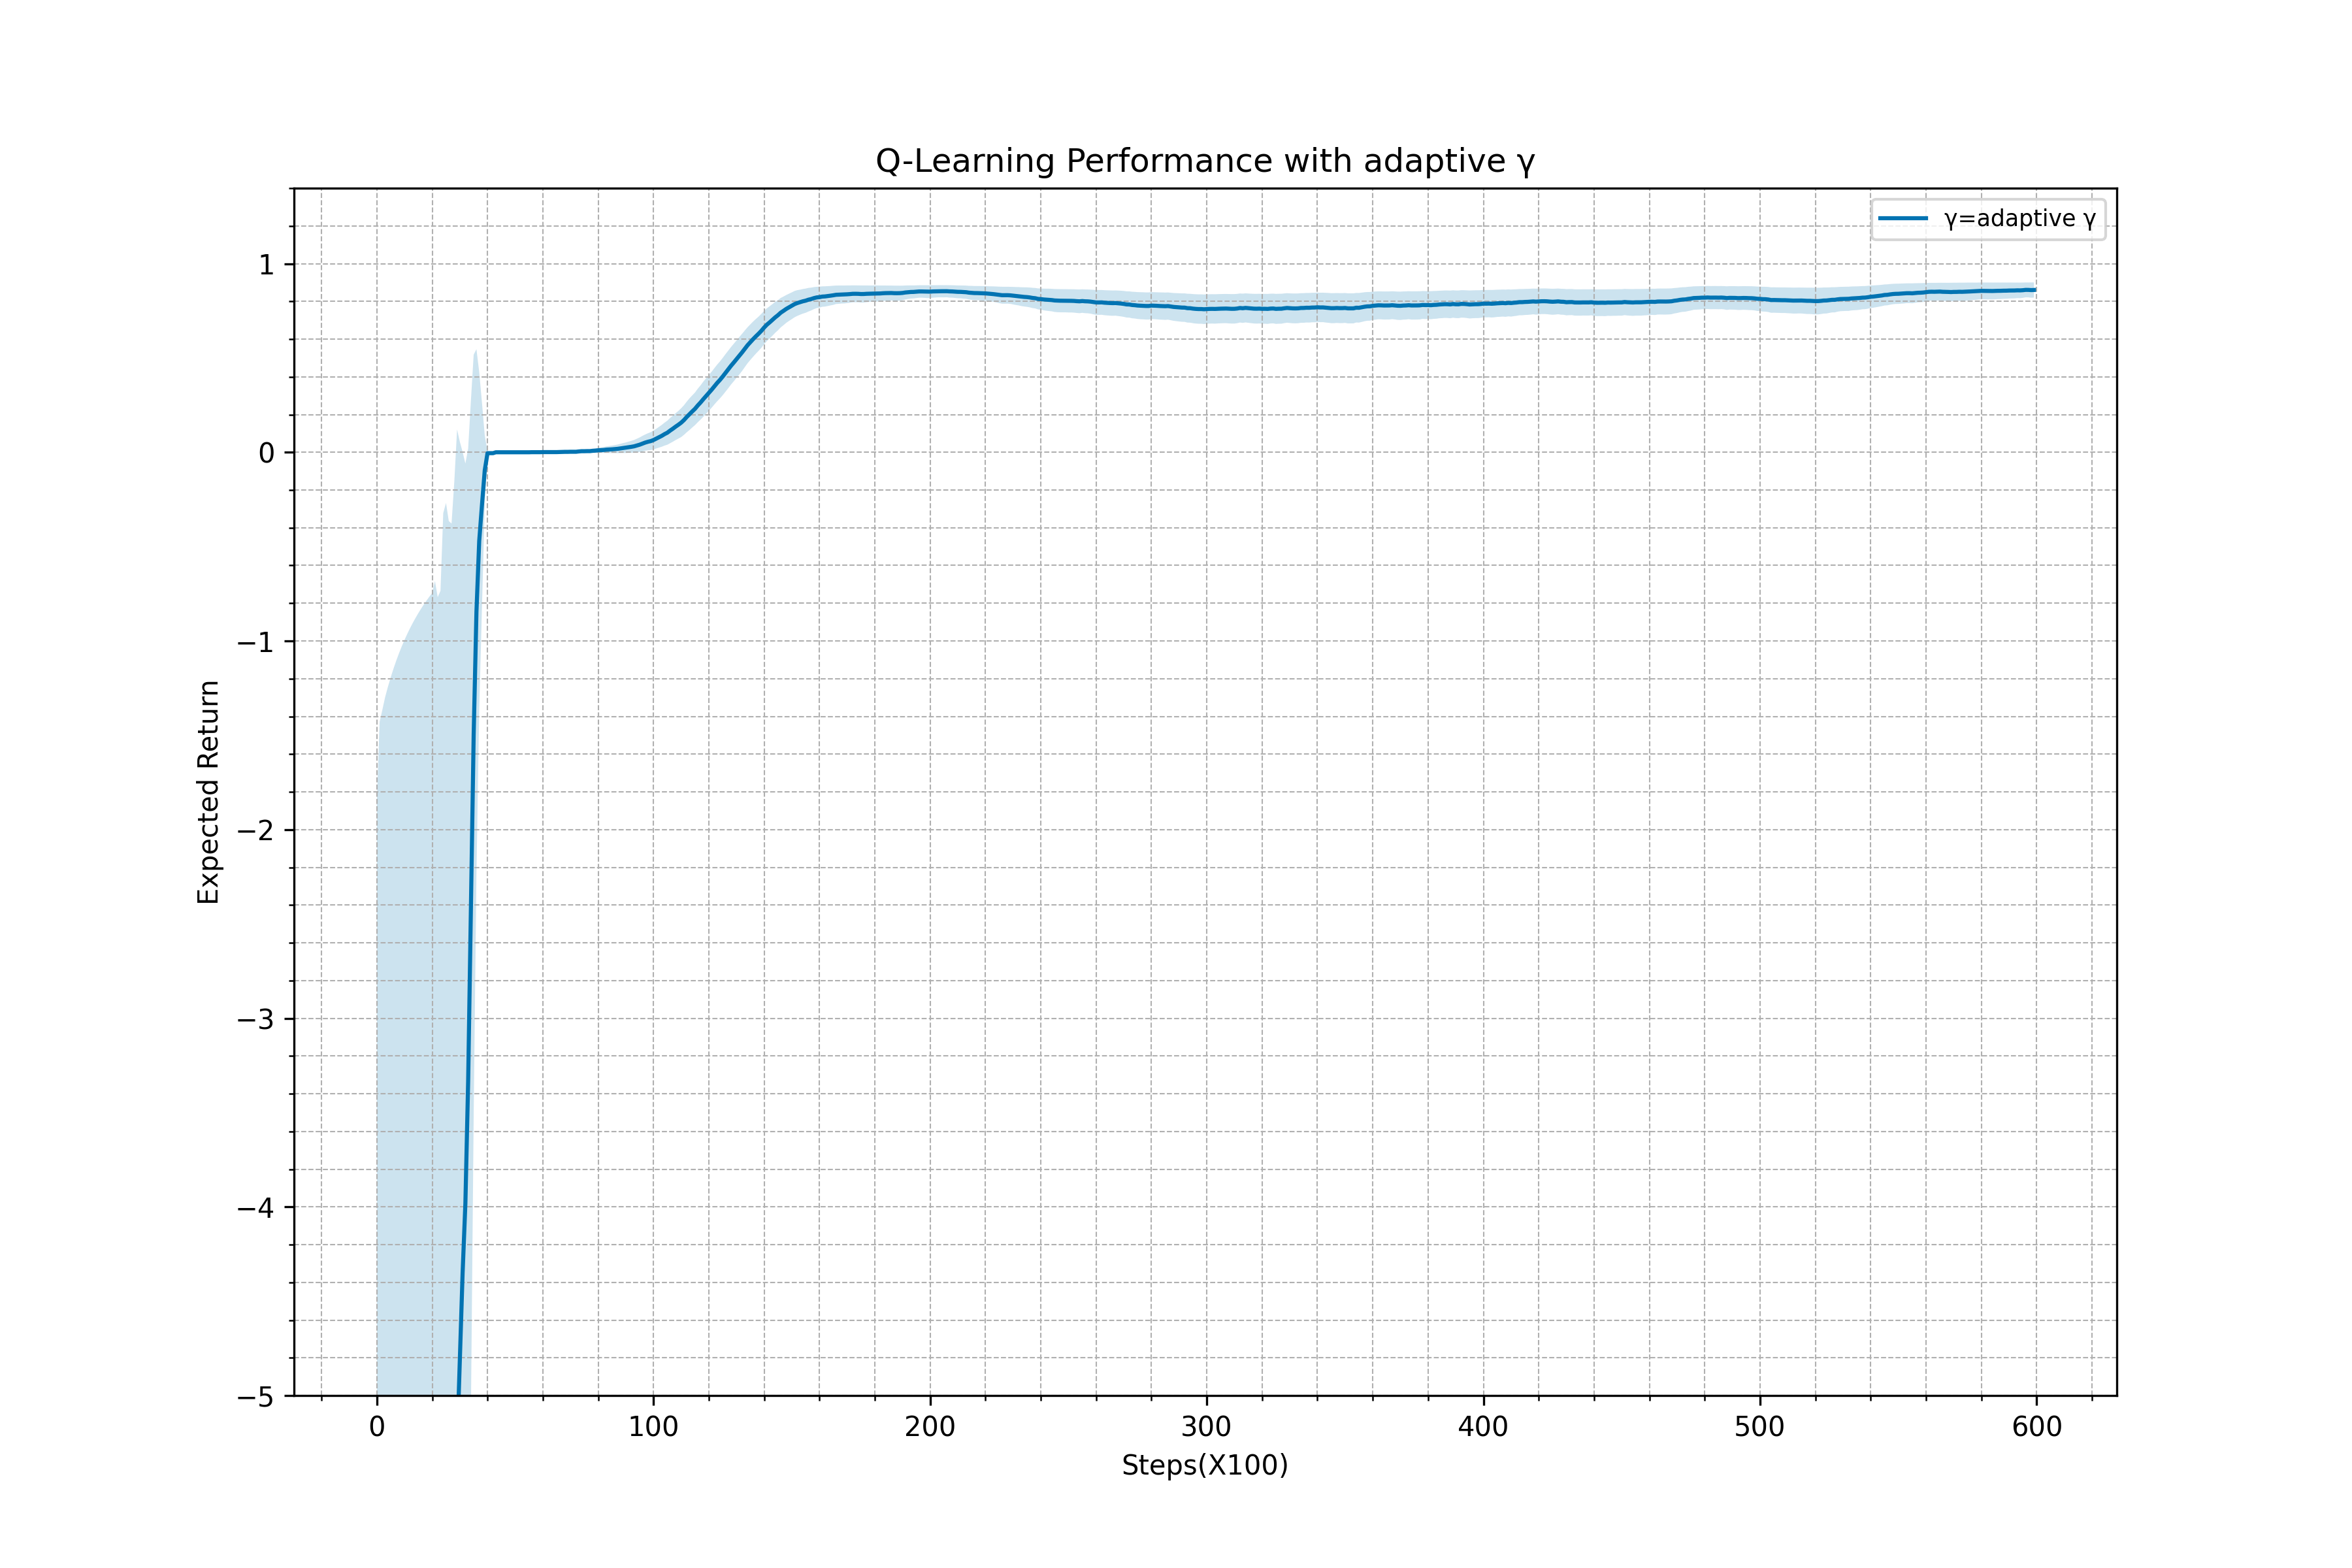 Q-Learning Performance with adaptive γ
γ=adaptive γ
1
0
−1
−2
−3
−4
−5
Expected Return
0 100 200 300 400 500 600
Steps(X100)